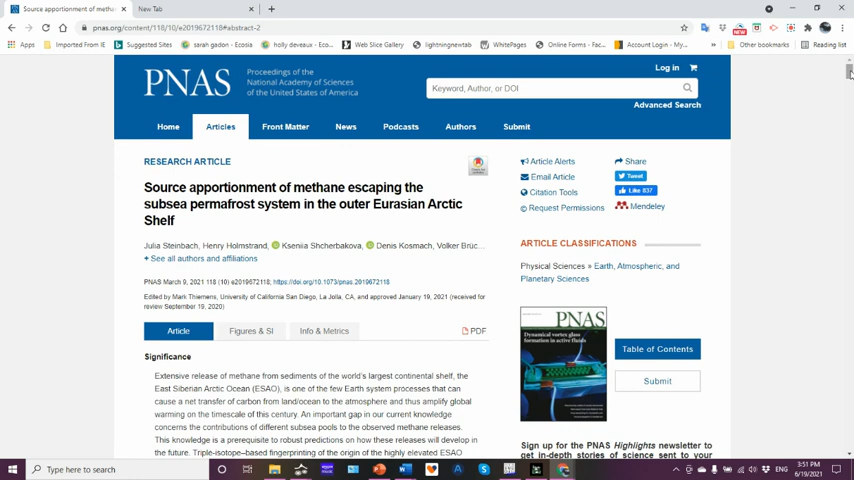 Source apportionment of metha
New Tab
pnas.org/content/118/10/e2019672118#abstract-2
Apps
Imported From IE
Suggested Sites
sarah gadon - Ecosia
holly deveaux - Eco...
Web Slice Gallery
lightningnewtab
WhitePages
Online Forms - Fac...
Account Login - My...
»
Other bookmarks
Reading list
PNAS
Proceedings of the
National Academy of Sciences
of the United States of America
Log in
Keyword, Author, or DOI
Advanced Search
Home
Articles
Front Matter
News
Podcasts
Authors
Submit
RESEARCH ARTICLE
Source apportionment of methane escaping the
subsea permafrost system in the outer Eurasian Arctic
Shelf
Julia Steinbach, Henry Holmstrand, Kseniia Shcherbakova, Denis Kosmach, Volker Brüc...
+ See all authors and affiliations
PNAS March 9, 2021 118 (10) e2019672118; https://doi.org/10.1073/pnas.2019672118
Edited by Mark Thiemens, University of California San Diego, La Jolla, CA, and approved January 19, 2021 (received for
review September 19, 2020)
Article
Figures & SI
Info & Metrics
PDF
Significance
Extensive release of methane from sediments of the world's largest continental shelf, the
East Siberian Arctic Ocean (ESAO), is one of the few Earth system processes that can
cause a net transfer of carbon from land/ocean to the atmosphere and thus amplify global
warming on the timescale of this century. An important gap in our current knowledge
concerns the contributions of different subsea pools to the observed methane releases.
This knowledge is a prerequisite to robust predictions on how these releases will develop in
the future. Triple-isotope–based fingerprinting of the origin of the highly elevated ESAO
Article Alerts
Share
Email Article
Tweet
Citation Tools
Like 837
Request Permissions
Mendeley
ARTICLE CLASSIFICATIONS
Physical Sciences » Earth, Atmospheric, and
Planetary Sciences
PNAS
Dynamical vortex glass
formation in active fluids
Table of Contents
Submit
Sign up for the PNAS Highlights newsletter to
get in-depth stories of science sent to your
Type here to search
ENG
3:51 PM
6/19/2021